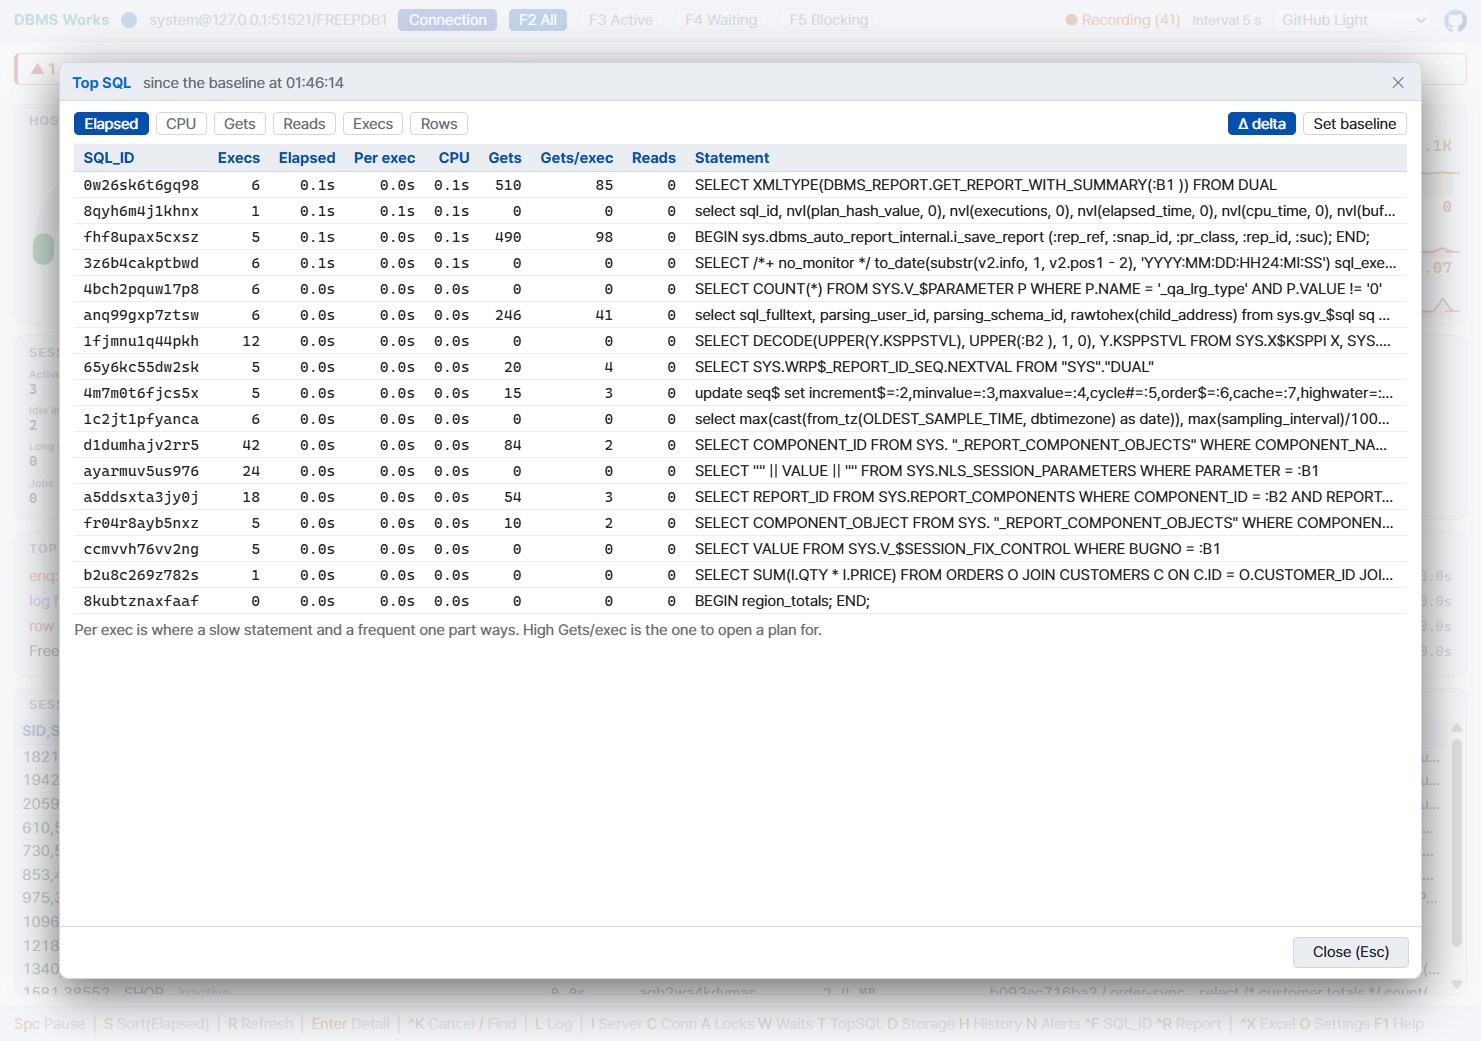 DBMS Works system@127.0.0.1:51521/FREEPDB1 Connection F2 All F3 Active F4 Waiting F5 Blocking Recording (41) Interval 5 s GitHub Light
▲ 1
Top SQL since the baseline at 01:46:14
Elapsed CPU Gets Reads Execs Rows Δ delta Set baseline
SQL_ID Execs Elapsed Per exec CPU Gets Gets/exec Reads Statement
0w26sk6t6gq98 6 0.1s 0.0s 0.1s 510 85 0 SELECT XMLTYPE(DBMS_REPORT.GET_REPORT_WITH_SUMMARY(:B1 )) FROM DUAL
8qyh6m4j1khnx 1 0.1s 0.1s 0.1s 0 0 0 select sql_id, nvl(plan_hash_value, 0), nvl(executions, 0), nvl(elapsed_time, 0), nvl(cpu_time, 0), nvl(buf...
fhf8upax5cxsz 5 0.1s 0.0s 0.1s 490 98 0 BEGIN sys.dbms_auto_report_internal.i_save_report (:rep_ref, :snap_id, :pr_class, :rep_id, :suc); END;
3z6b4cakptbwd 6 0.1s 0.0s 0.1s 0 0 0 SELECT /*+ no_monitor */ to_date(substr(v2.info, 1, v2.pos1 - 2), 'YYYY:MM:DD:HH24:MI:SS') sql_exe...
4bch2pquw17p8 6 0.0s 0.0s 0.0s 0 0 0 SELECT COUNT(*) FROM SYS.V_$PARAMETER P WHERE P.NAME = '_qa_lrg_type' AND P.VALUE != '0'
anq99gxp7ztsw 6 0.0s 0.0s 0.0s 246 41 0 select sql_fulltext, parsing_user_id, parsing_schema_id, rawtohex(child_address) from sys.gv_$sql sq ...
1fjmnu1q44pkh 12 0.0s 0.0s 0.0s 0 0 0 SELECT DECODE(UPPER(Y.KSPPSTVL), UPPER(:B2 ), 1, 0), Y.KSPPSTVL FROM SYS.X$KSPPI X, SYS....
65y6kc55dw2sk 5 0.0s 0.0s 0.0s 20 4 0 SELECT SYS.WRP$_REPORT_ID_SEQ.NEXTVAL FROM "SYS"."DUAL"
4m7m0t6fjcs5x 5 0.0s 0.0s 0.0s 15 3 0 update seq$ set increment$=:2,minvalue=:3,maxvalue=:4,cycle#=:5,order$=:6,cache=:7,highwater=:...
1c2jt1pfyanca 6 0.0s 0.0s 0.0s 0 0 0 select max(cast(from_tz(OLDEST_SAMPLE_TIME, dbtimezone) as date)), max(sampling_interval)/100...
d1dumhajv2rr5 42 0.0s 0.0s 0.0s 84 2 0 SELECT COMPONENT_ID FROM SYS. "_REPORT_COMPONENT_OBJECTS" WHERE COMPONENT_NA...
ayarmuv5us976 24 0.0s 0.0s 0.0s 0 0 0 SELECT '"' || VALUE || '"' FROM SYS.NLS_SESSION_PARAMETERS WHERE PARAMETER = :B1
a5ddsxta3jy0j 18 0.0s 0.0s 0.0s 54 3 0 SELECT REPORT_ID FROM SYS.REPORT_COMPONENTS WHERE COMPONENT_ID = :B2 AND REPORT...
fr04r8ayb5nxz 5 0.0s 0.0s 0.0s 10 2 0 SELECT COMPONENT_OBJECT FROM SYS. "_REPORT_COMPONENT_OBJECTS" WHERE COMPONEN...
ccmvvh76vv2ng 5 0.0s 0.0s 0.0s 0 0 0 SELECT VALUE FROM SYS.V_$SESSION_FIX_CONTROL WHERE BUGNO = :B1
b2u8c269z782s 1 0.0s 0.0s 0.0s 0 0 0 SELECT SUM(I.QTY * I.PRICE) FROM ORDERS O JOIN CUSTOMERS C ON C.ID = O.CUSTOMER_ID JOI...
8kubtznaxfaaf 0 0.0s 0.0s 0.0s 0 0 0 BEGIN region_totals; END;
Per exec is where a slow statement and a frequent one part ways. High Gets/exec is the one to open a plan for.
Close (Esc)
Spc Pause | S Sort(Elapsed) | R Refresh | Enter Detail | ^K Cancel / Find | L Log | I Server C Conn A Locks W Waits T TopSQL D Storage H History N Alerts ^F SQL_ID ^R Report | ^X Excel O Settings F1 Help